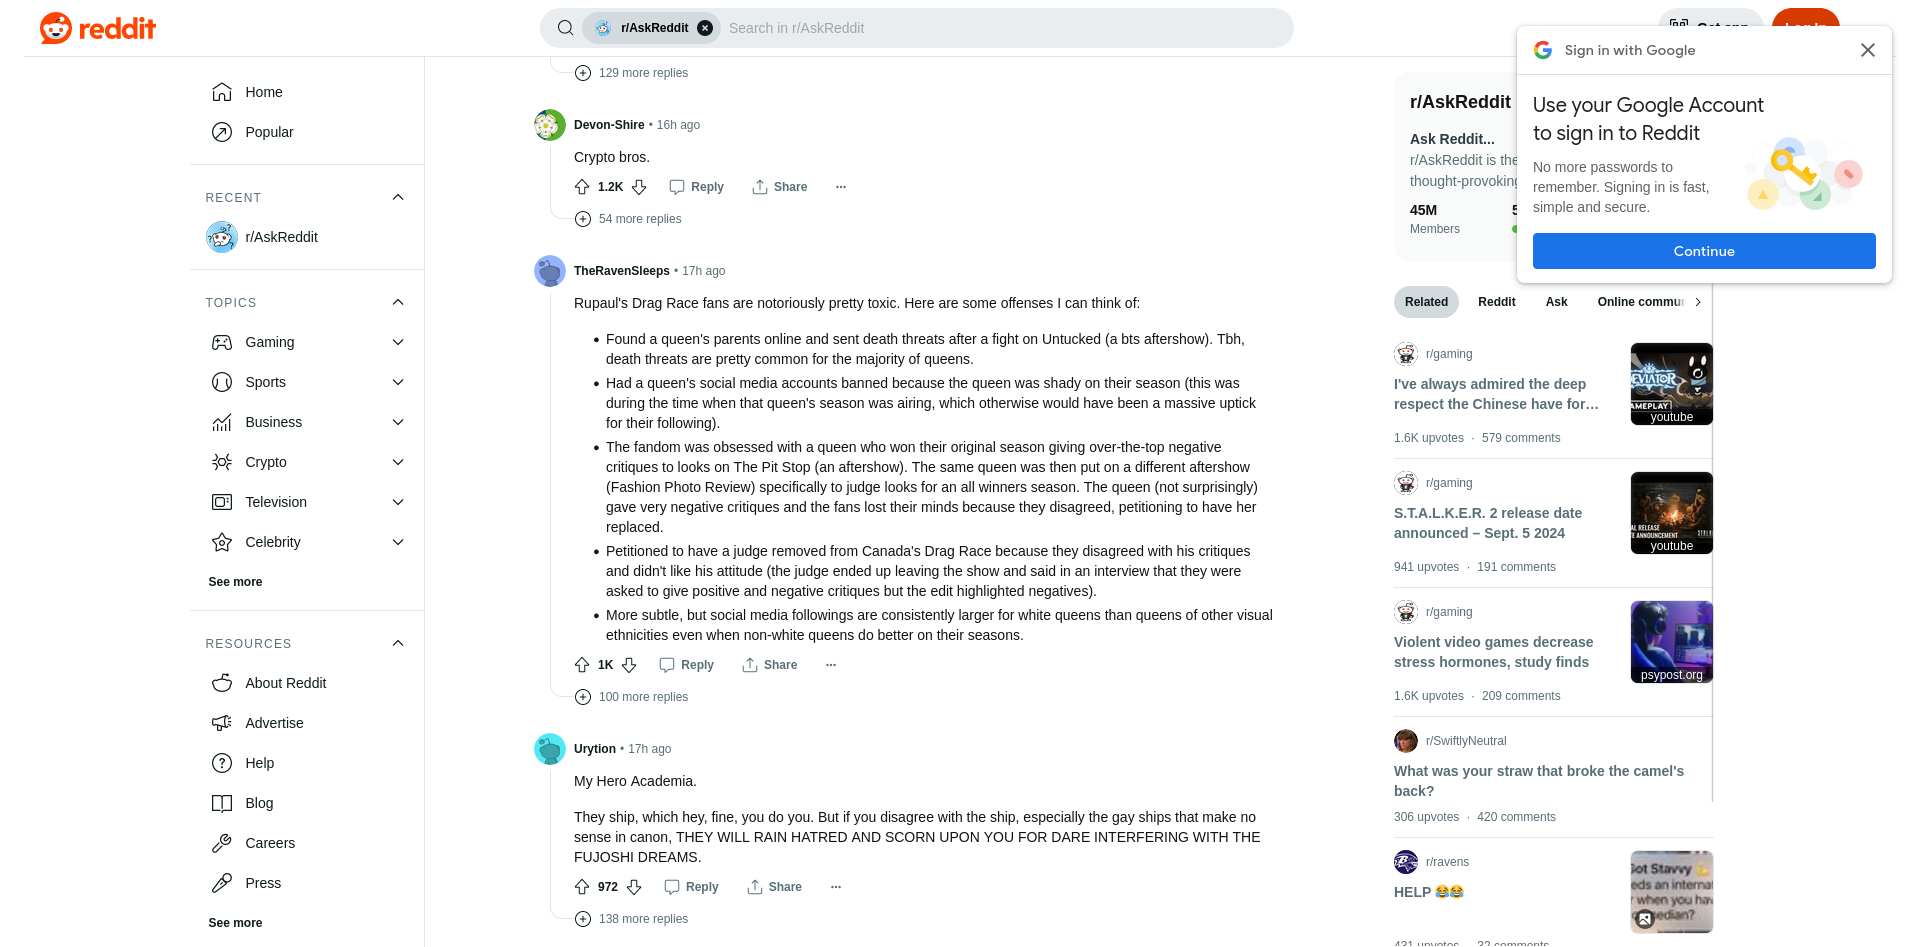 reddit
r/AskReddit
Search in r/AskReddit
Home
Popular
RECENT
r/AskReddit
TOPICS
Gaming
Sports
Business
Crypto
Television
Celebrity
See more
RESOURCES
About Reddit
Advertise
Help
Blog
Careers
Press
See more
129 more replies
Devon-Shire • 16h ago
Crypto bros.
1.2K Reply Share
54 more replies
TheRavenSleeps • 17h ago
Rupaul's Drag Race fans are notoriously pretty toxic. Here are some offenses I can think of:
• Found a queen's parents online and sent death threats after a fight on Untucked (a bts aftershow). Tbh,
death threats are pretty common for the majority of queens.
• Had a queen's social media accounts banned because the queen was shady on their season (this was
during the time when that queen's season was airing, which otherwise would have been a massive uptick
for their following).
• The fandom was obsessed with a queen who won their original season giving over-the-top negative
critiques to looks on The Pit Stop (an aftershow). The same queen was then put on a different aftershow
(Fashion Photo Review) specifically to judge looks for an all winners season. The queen (not surprisingly)
gave very negative critiques and the fans lost their minds because they disagreed, petitioning to have her
replaced.
• Petitioned to have a judge removed from Canada's Drag Race because they disagreed with his critiques
and didn't like his attitude (the judge ended up leaving the show and said in an interview that they were
asked to give positive and negative critiques but the edit highlighted negatives).
• More subtle, but social media followings are consistently larger for white queens than queens of other visual
ethnicities even when non-white queens do better on their seasons.
1K Reply Share
100 more replies
Urytion • 17h ago
My Hero Academia.
They ship, which hey, fine, you do you. But if you disagree with the ship, especially the gay ships that make no
sense in canon, THEY WILL RAIN HATRED AND SCORN UPON YOU FOR DARE INTERFERING WITH THE
FUJOSHI DREAMS.
972 Reply Share
138 more replies
Sign in with Google
Use your Google Account
to sign in to Reddit
No more passwords to
remember. Signing in is fast,
simple and secure.
Continue
r/AskReddit
Ask Reddit...
r/AskReddit is the
thought-provoking
45M
Members
Related Reddit Ask Online commun
r/gaming
I've always admired the deep
respect the Chinese have for…
youtube
1.6K upvotes · 579 comments
r/gaming
S.T.A.L.K.E.R. 2 release date
announced – Sept. 5 2024
youtube
941 upvotes · 191 comments
r/gaming
Violent video games decrease
stress hormones, study finds
psypost.org
1.6K upvotes · 209 comments
r/SwiftlyNeutral
What was your straw that broke the camel's
back?
306 upvotes · 420 comments
r/ravens
HELP 😂😂
431 upvotes · 32 comments